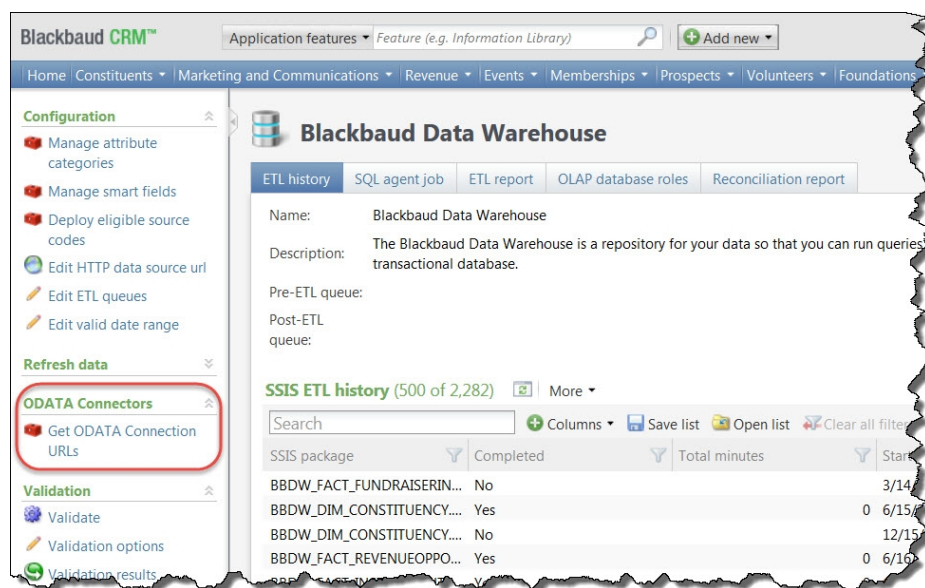 Blackbaud CRM™
Application features
Feature (e.g. Information Library)
Add new
Home Constituents Marketing and Communications Revenue Events Memberships Prospects Volunteers Foundations
Configuration
Manage attribute
categories
Manage smart fields
Deploy eligible source
codes
Edit HTTP data source url
Edit ETL queues
Edit valid date range
Refresh data
ODATA Connectors
Get ODATA Connection
URLs
Validation
Validate
Validation options
Validation results
Blackbaud Data Warehouse
ETL history SQL agent job ETL report OLAP database roles Reconciliation report
Name: Blackbaud Data Warehouse
Description: The Blackbaud Data Warehouse is a repository for your data so that you can run queries
transactional database.
Pre-ETL queue:
Post-ETL
queue:
SSIS ETL history (500 of 2,282) More
Search Columns Save list Open list Clear all filter
SSIS package Completed Total minutes Star
BBDW_FACT_FUNDRAISERIN... No 3/14/
BBDW_DIM_CONSTITUENCY.... Yes 0 6/15/
BBDW_DIM_CONSTITUENCY.... No 12/15
BBDW_FACT_REVENUEOPPO... Yes 0 6/16